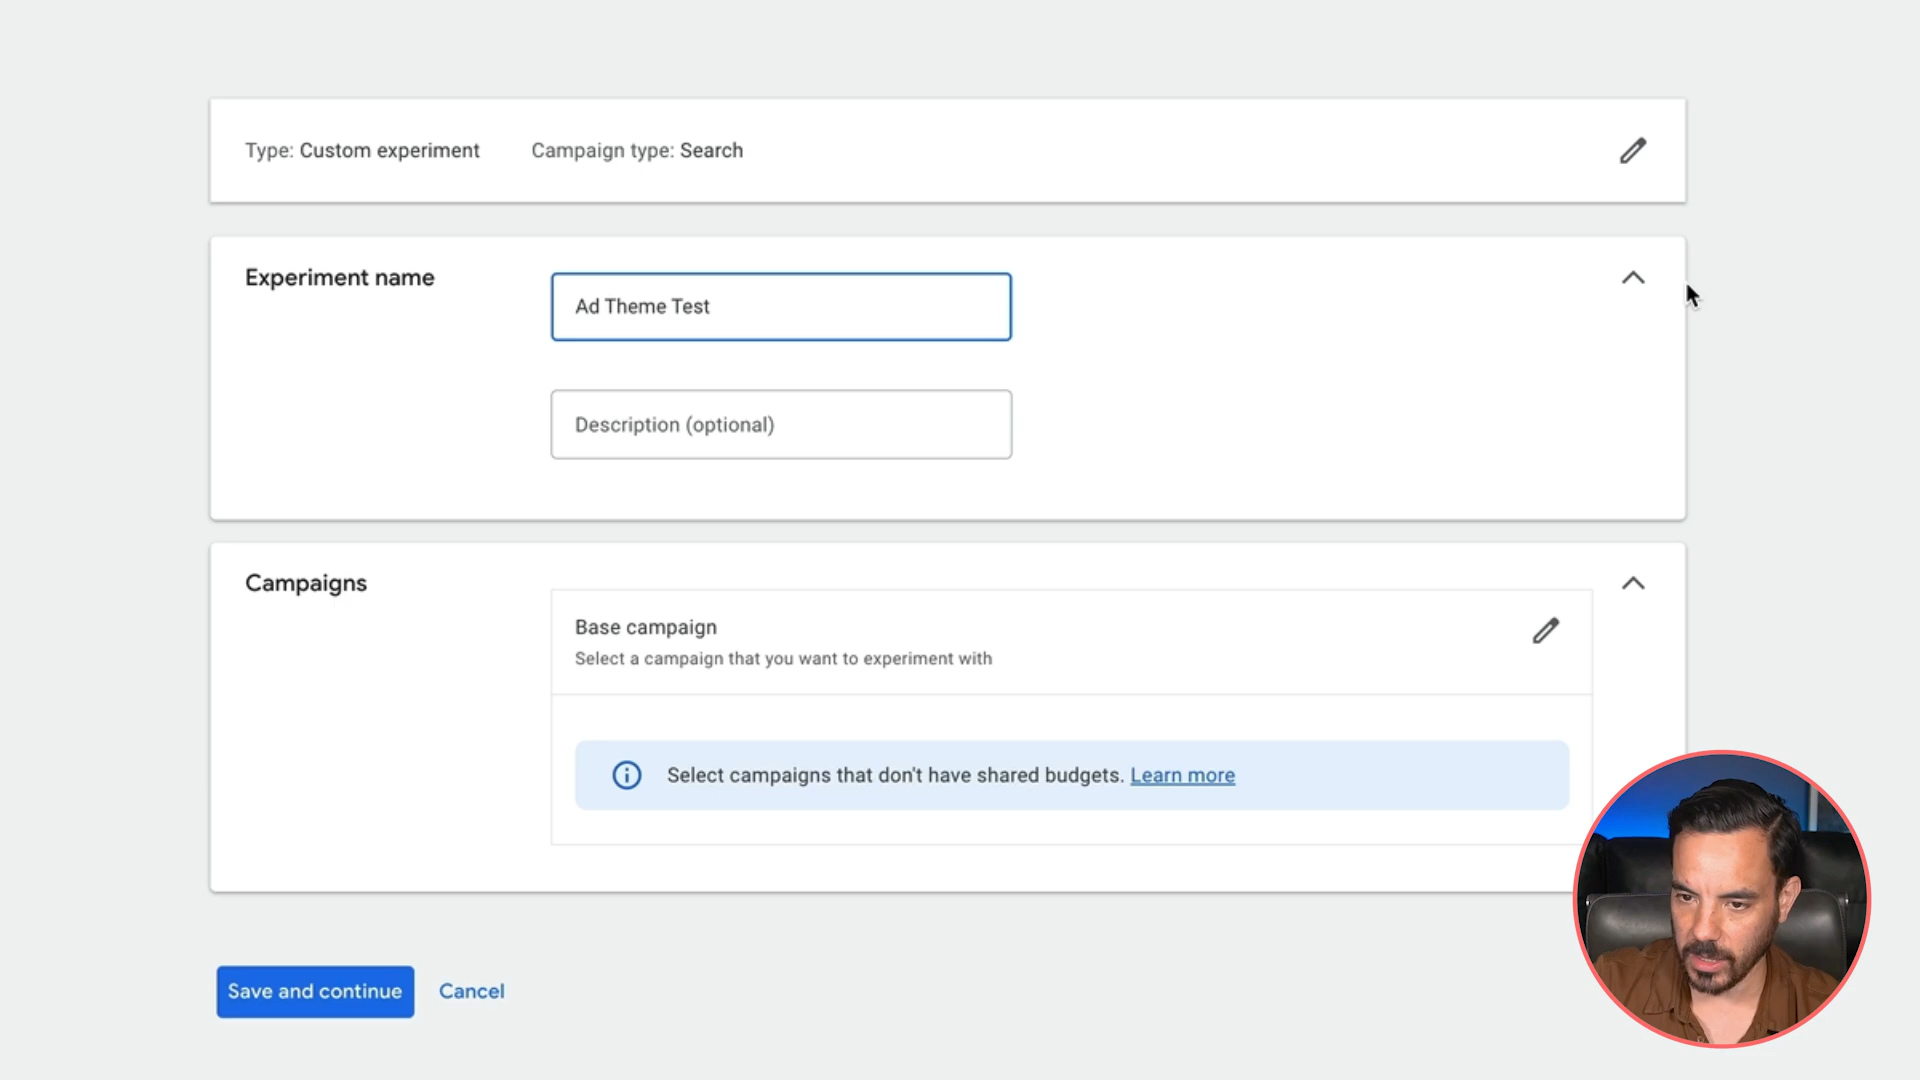 Type: Custom experiment Campaign type: Search
Experiment name
Ad Theme Test
Description (optional)
Campaigns
Base campaign
Select a campaign that you want to experiment with
Select campaigns that don't have shared budgets. Learn more
Save and continue Cancel